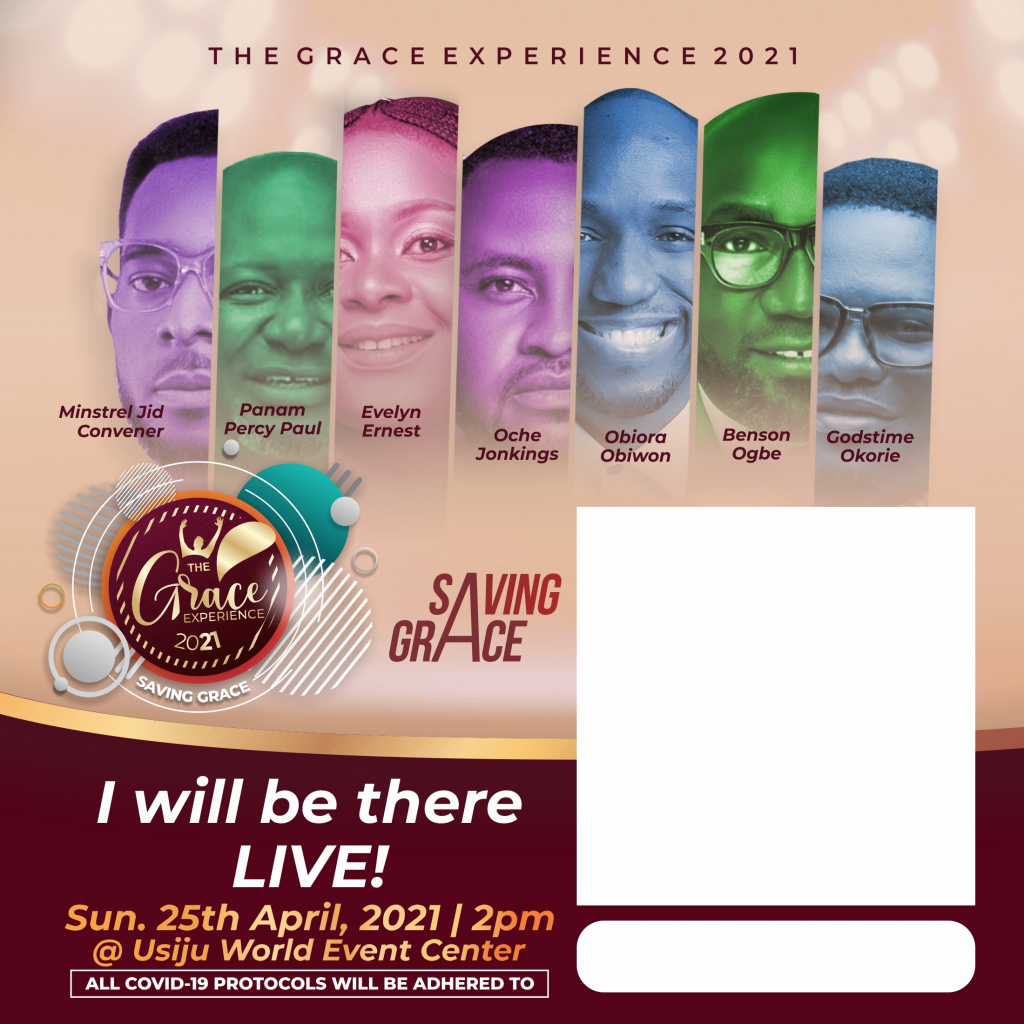 THE GRACE EXPERIENCE 2021
Minstrel Jid
Convener
Panam
Percy Paul
Evelyn
Ernest
Oche
Jonkings
Obiora
Obiwon
Benson
Ogbe
Godstime
Okorie
THE
Grace
EXPERIENCE
2021
SAVING GRACE
SAVING
GRACE
I will be there
LIVE!
Sun. 25th April, 2021 | 2pm
@ Usiju World Event Center
ALL COVID-19 PROTOCOLS WILL BE ADHERED TO